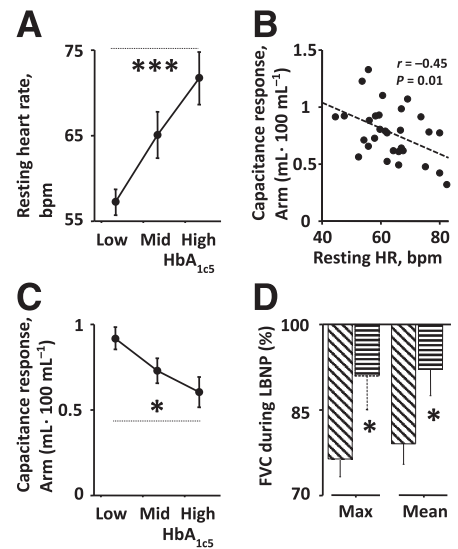 A
75
65
55
Resting heart rate,
bpm
***
Low Mid High
HbA1c5
B
1.5
1
0.5
0
Capacitance response,
Arm (mL· 100 mL⁻¹)
r = –0.45
P = 0.01
40 60 80
Resting HR, bpm
C
1
0.5
0
Capacitance response,
Arm (mL· 100 mL⁻¹)
*
Low Mid High
HbA1c5
D
100
85
70
FVC during LBNP (%)
*
*
Max Mean